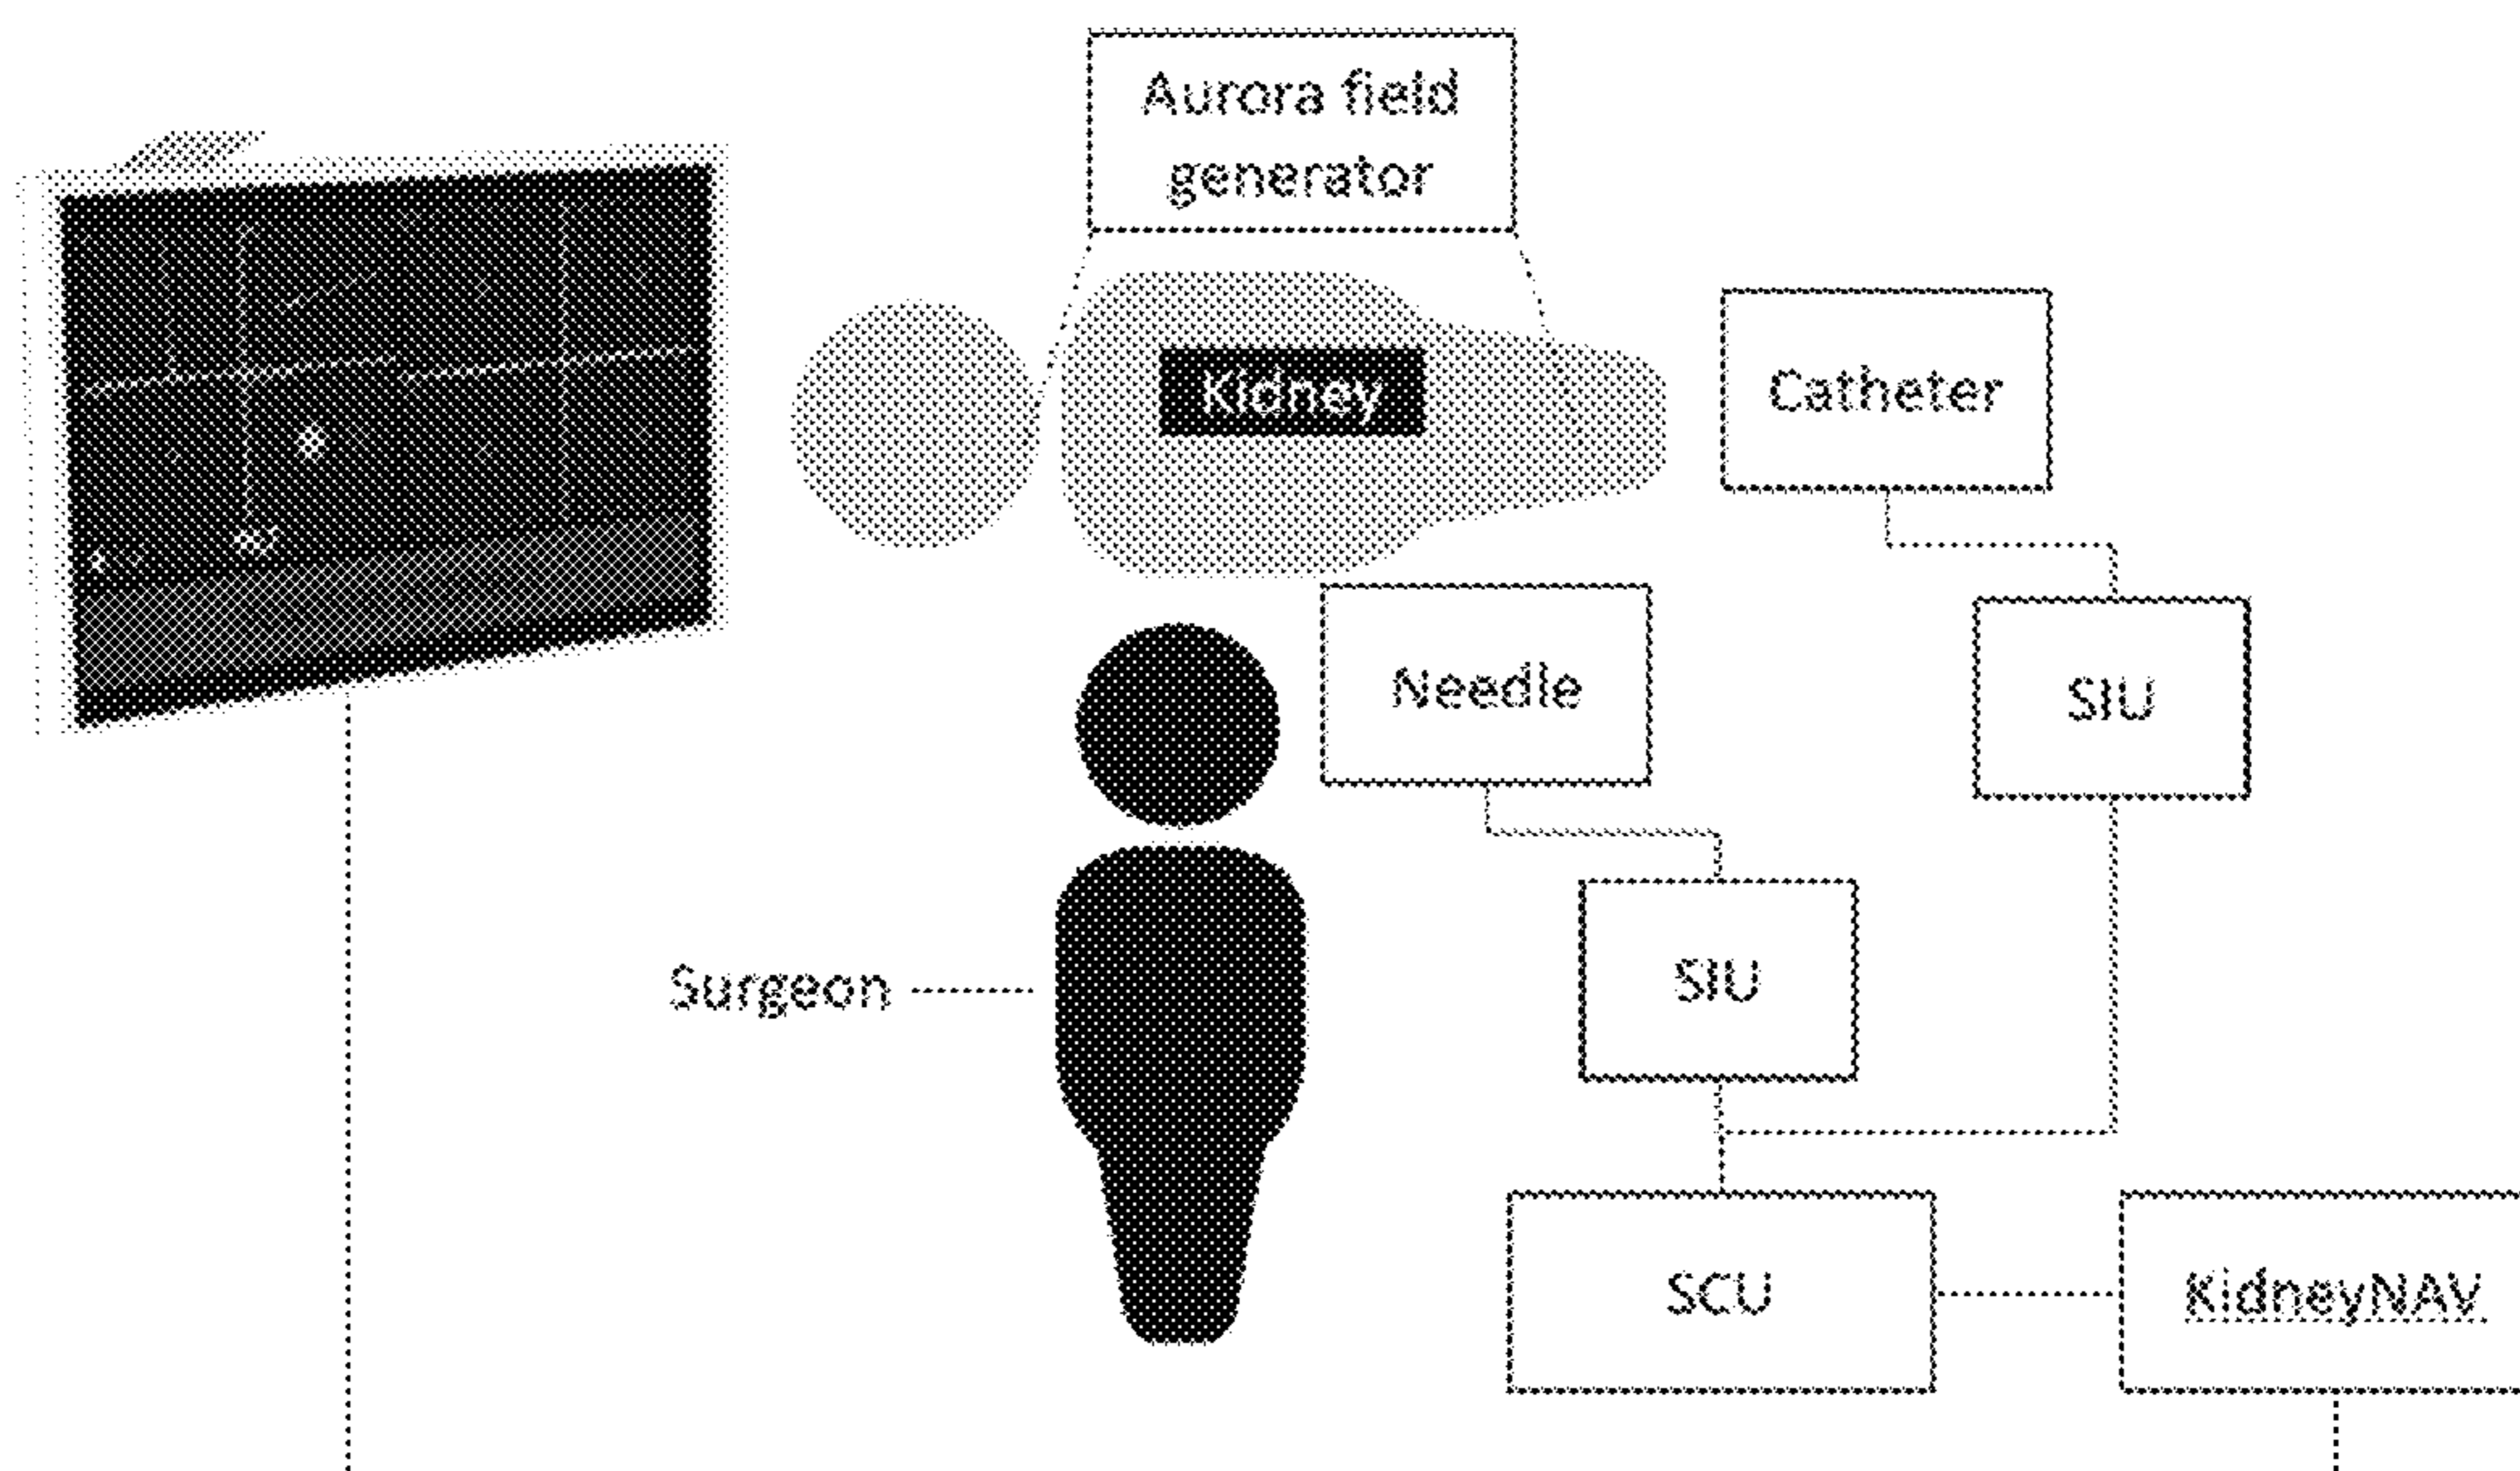 Aurora field
generator
Kidney
Catheter
Needle
SIU
SIU
Surgeon
SCU
KidneyNAV